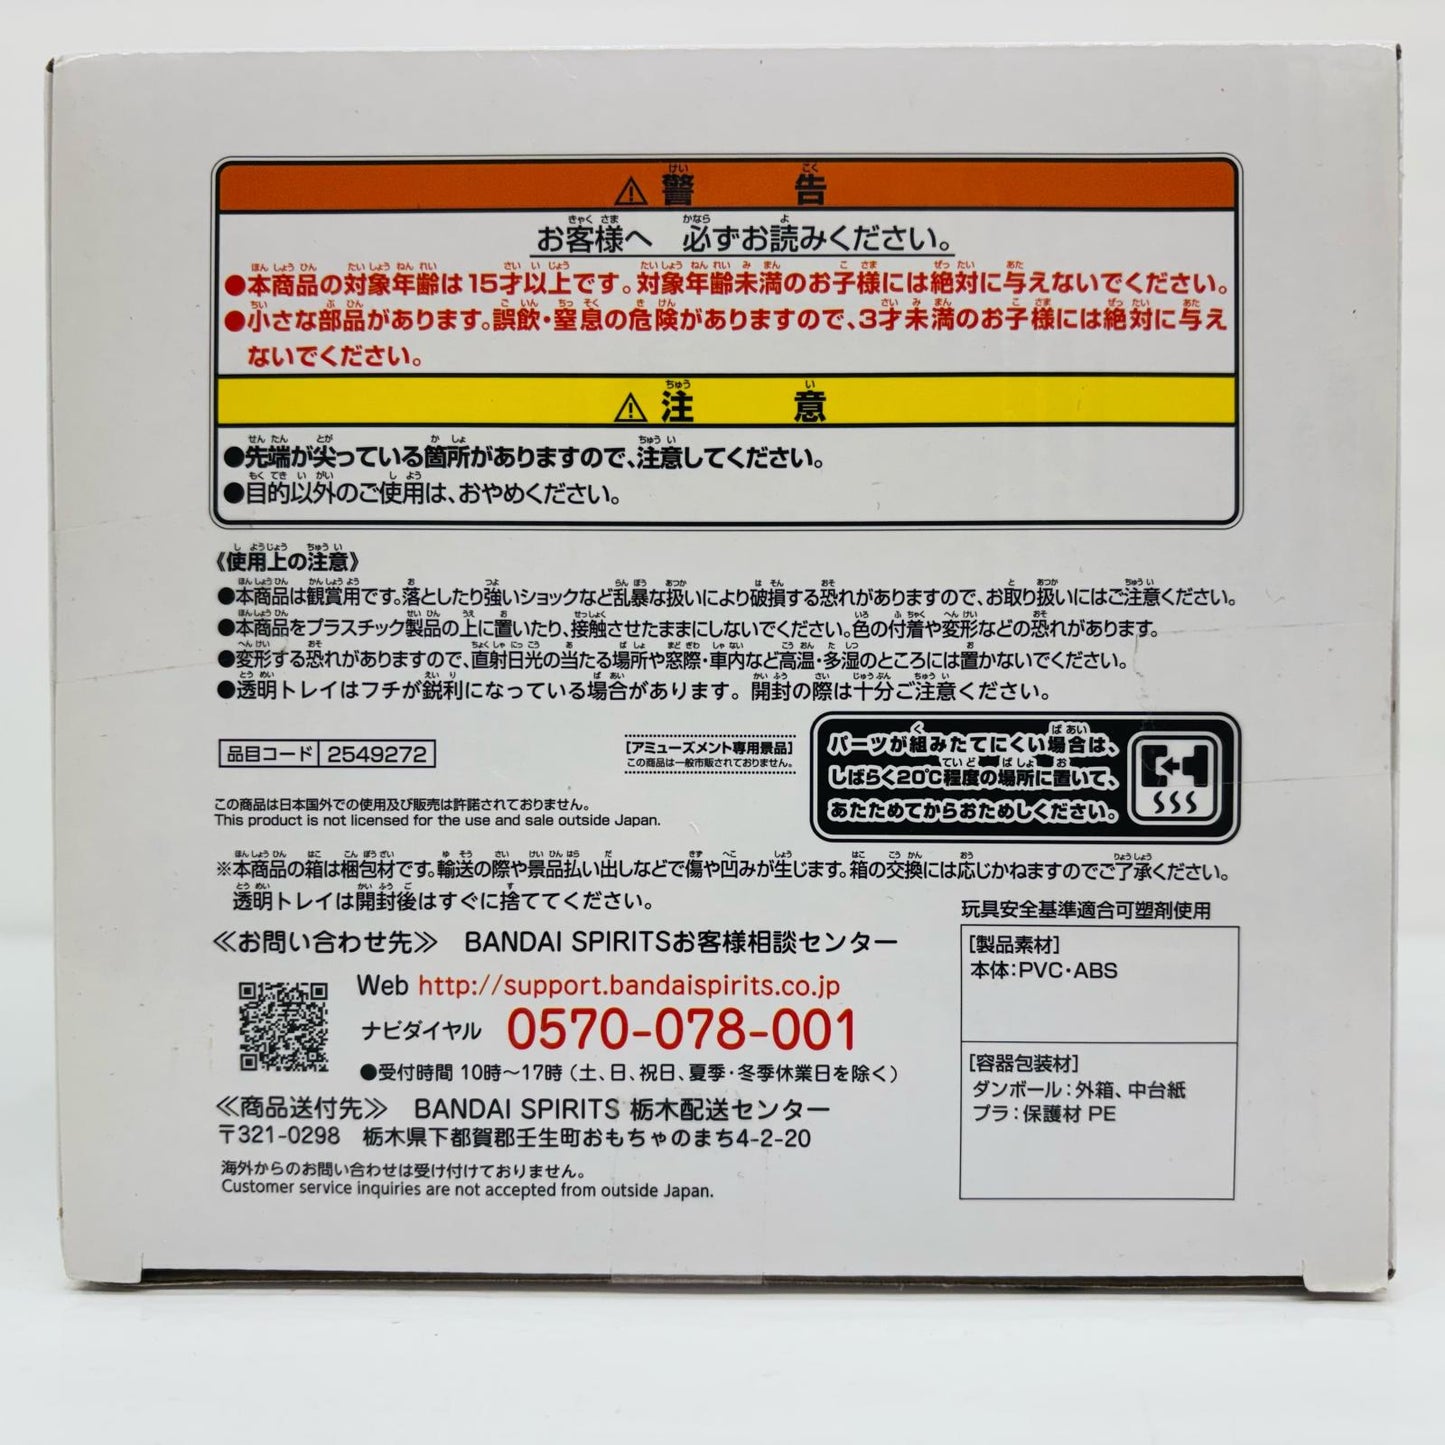 ⚠警告
お客様へ 必ずお読みください。
●本商品の対象年齢は15才以上です。対象年齢未満のお子様には絶対に与えないでください。
●小さな部品があります。誤飲・窒息の危険がありますので、3才未満のお子様には絶対に与え
ないでください。
⚠注意
●先端が尖っている箇所がありますので、注意してください。
●目的以外のご使用は、おやめください。
《使用上の注意》
●本商品は観賞用です。落としたり強いショックなど乱暴な扱いにより破損する恐れがありますので、お取り扱いにはご注意ください。
●本商品をプラスチック製品の上に置いたり、接触させたままにしないでください。色の付着や変形などの恐れがあります。
●変形する恐れがありますので、直射日光の当たる場所や窓際・車内など高温・多湿のところには置かないでください。
●透明トレイはフチが鋭利になっている場合があります。開封の際は十分ご注意ください。
品目コード 2549272
[アミューズメント専用景品]
この商品は一般市販されておりません。
パーツが組みたてにくい場合は、
しばらく20℃程度の場所に置いて、
あたためてからおためしください。
この商品は日本国外での使用及び販売は許諾されておりません。
This product is not licensed for the use and sale outside Japan.
※本商品の箱は梱包材です。輸送の際や景品払い出しなどで傷や凹みが生じます。箱の交換には応じかねますのでご了承ください。
透明トレイは開封後はすぐに捨ててください。
≪お問い合わせ先≫ BANDAI SPIRITSお客様相談センター
Web http://support.bandaispirits.co.jp
ナビダイヤル 0570-078-001
●受付時間 10時〜17時（土、日、祝日、夏季・冬季休業日を除く）
≪商品送付先≫ BANDAI SPIRITS 栃木配送センター
〒321-0298 栃木県下都賀郡壬生町おもちゃのまち4-2-20
海外からのお問い合わせは受け付けておりません。
Customer service inquiries are not accepted from outside Japan.
玩具安全基準適合可塑剤使用
[製品素材]
本体：PVC・ABS
[容器包装材]
ダンボール：外箱、中台紙
プラ：保護材 PE